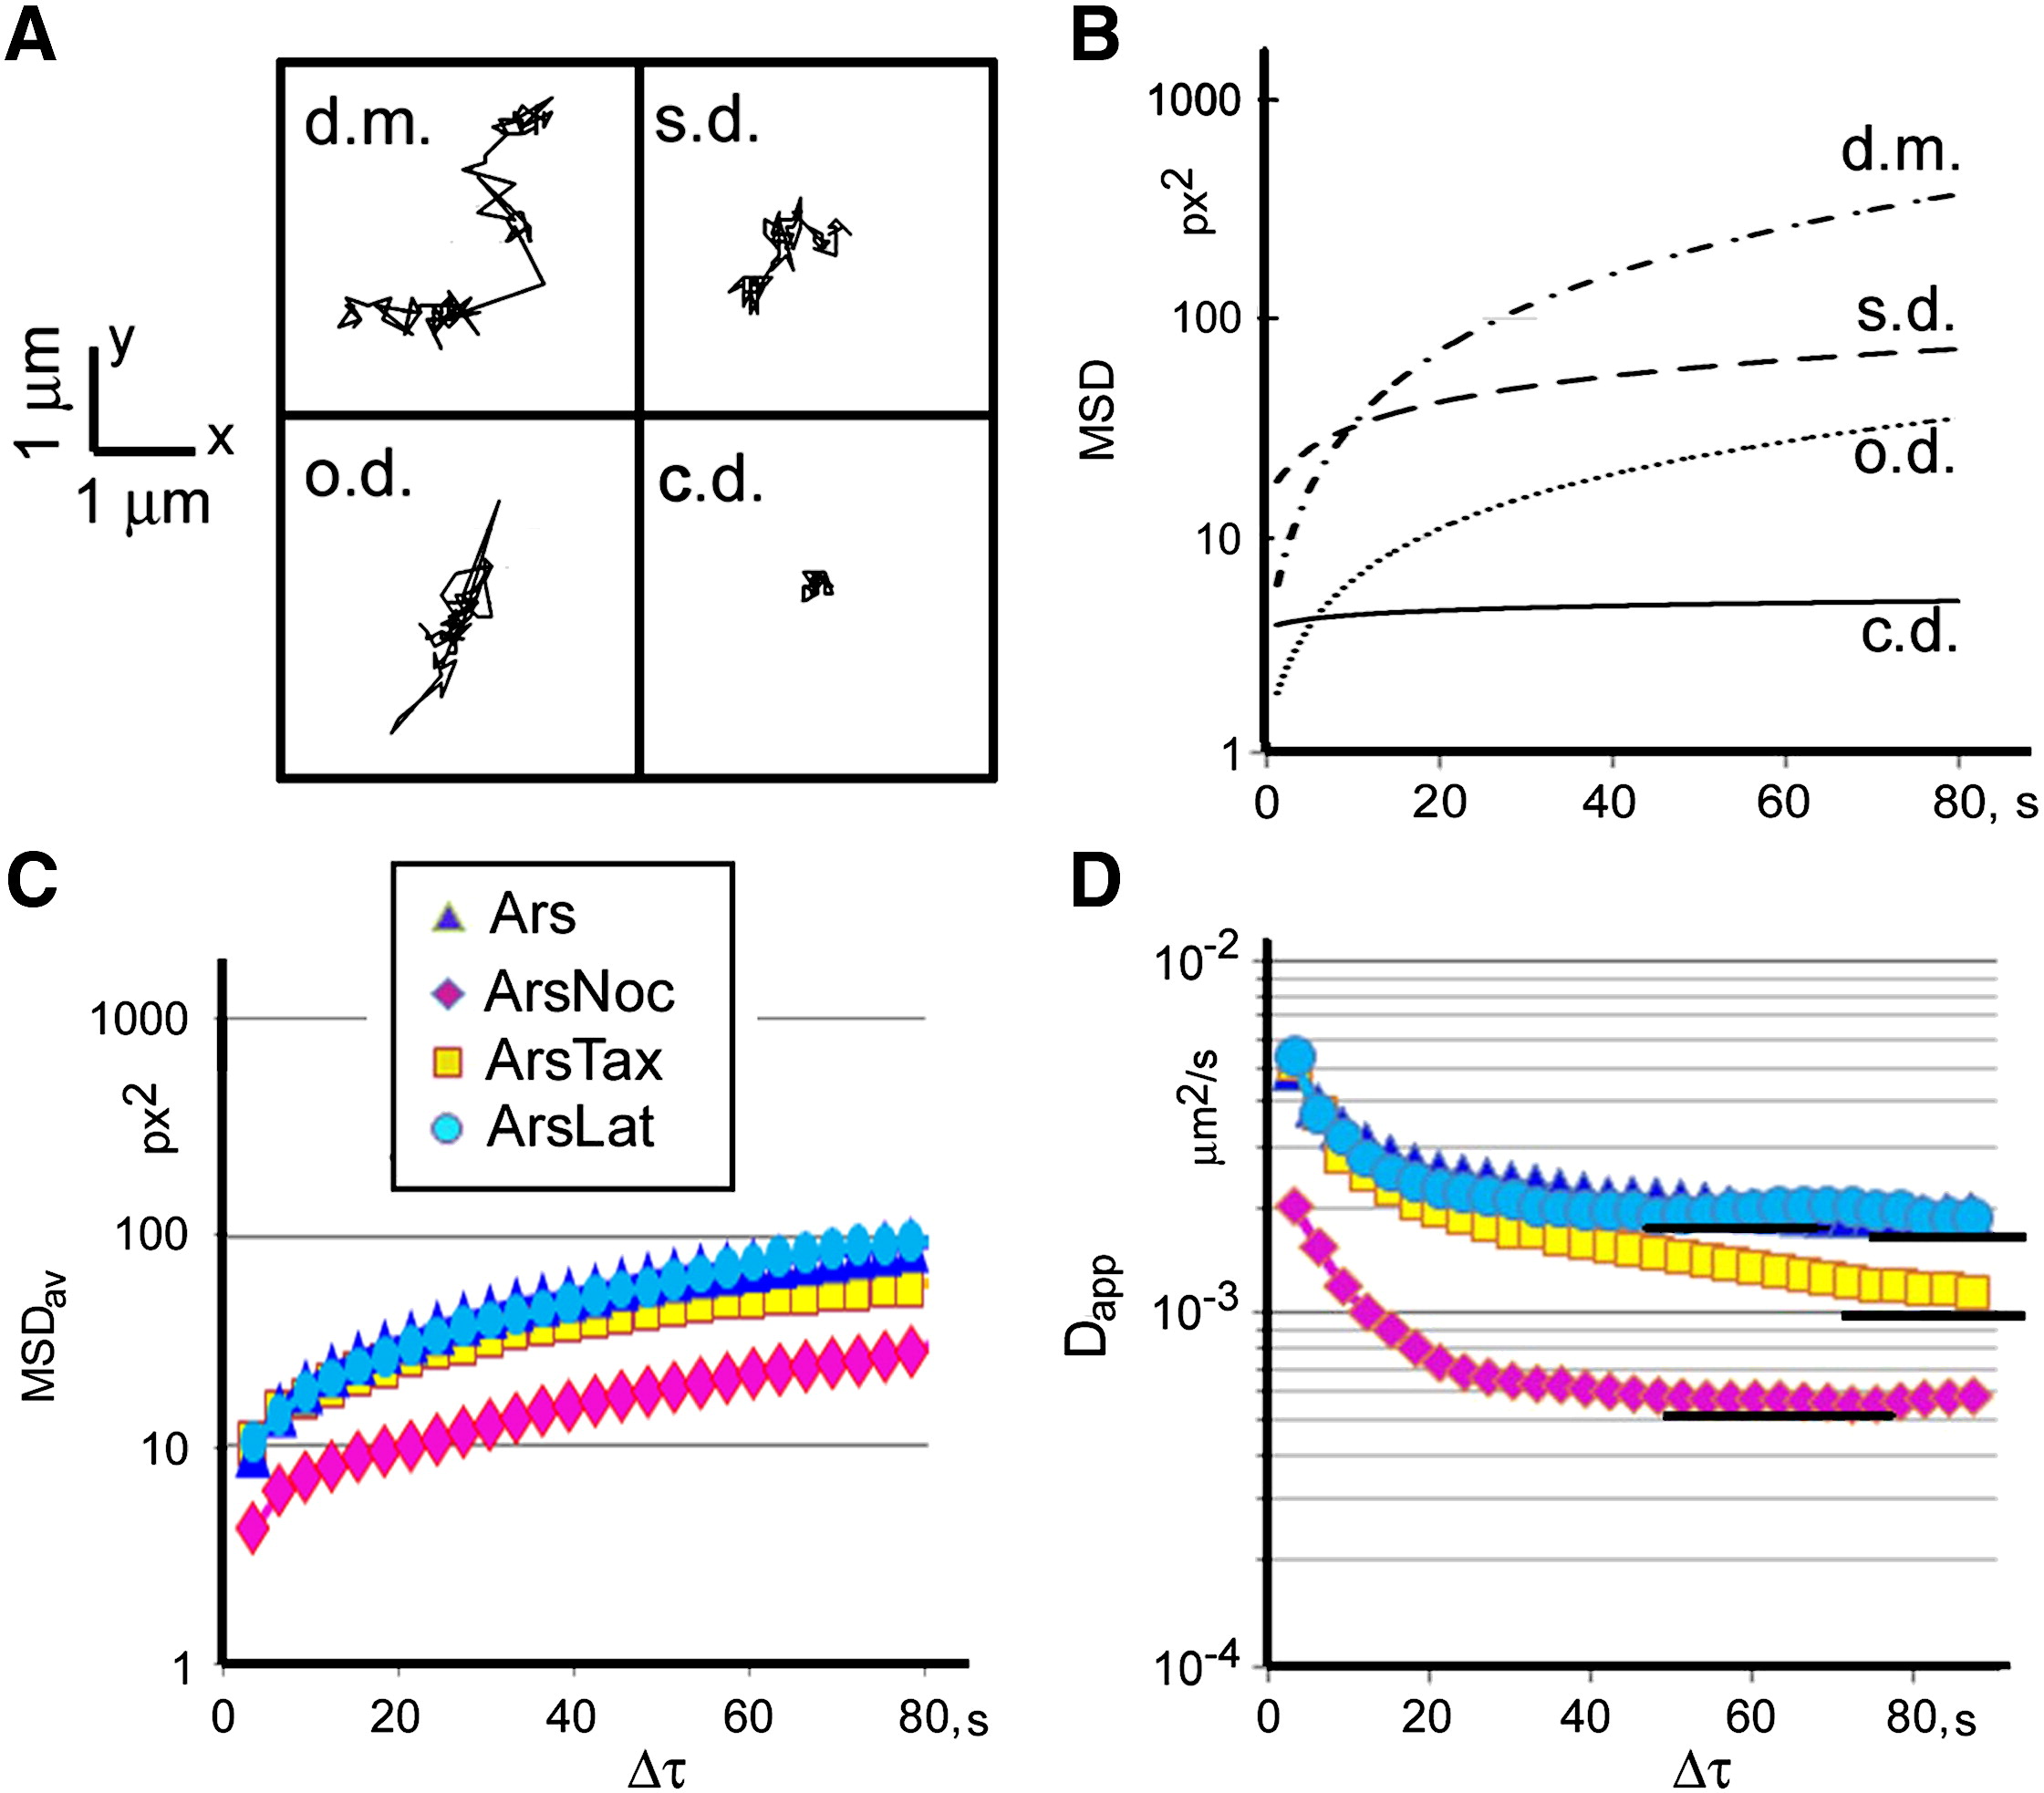 A
d.m.
s.d.
o.d.
c.d.
1 μm
y
x
1 μm
B
MSD px²
1000
100
10
1
d.m.
s.d.
o.d.
c.d.
0 20 40 60 80, s
C
Ars
ArsNoc
ArsTax
ArsLat
MSDav px²
1000
100
10
1
0 20 40 60 80, s
Δτ
D
Dapp μm²/s
10⁻²
10⁻³
10⁻⁴
0 20 40 60 80, s
Δτ